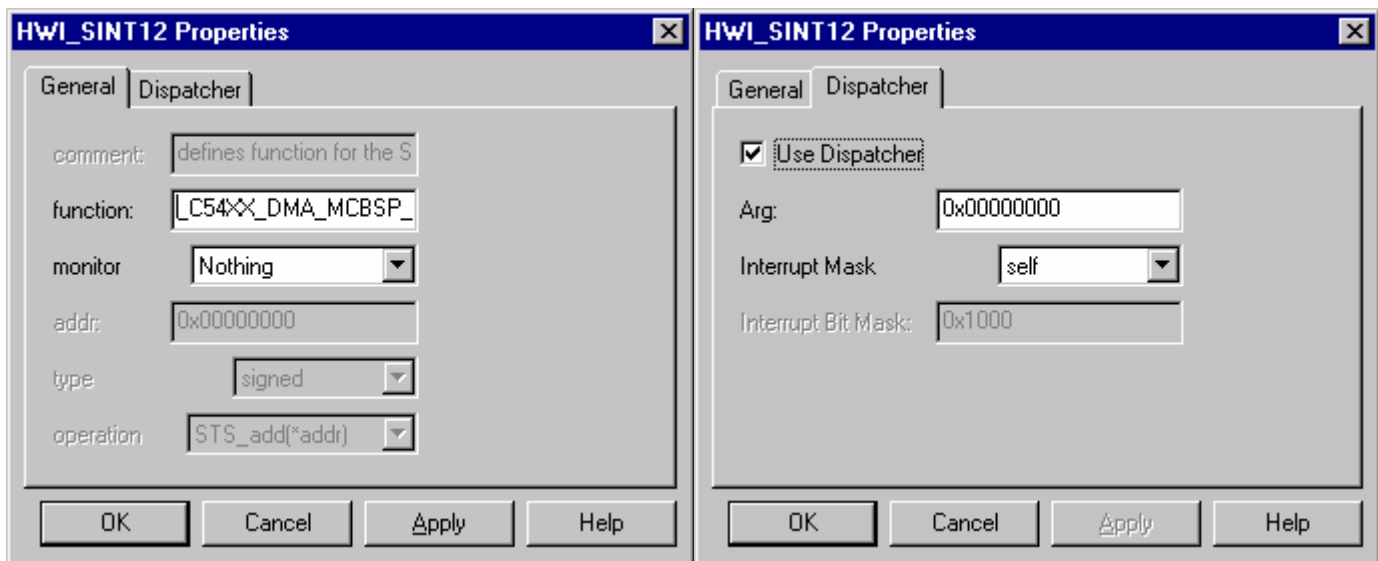 HWI_SINT12 Properties
General Dispatcher
comment: defines function for the S
function: _C54XX_DMA_MCBSP_
monitor Nothing
addr: 0x00000000
type signed
operation STS_add(*addr)
OK Cancel Apply Help
HWI_SINT12 Properties
General Dispatcher
Use Dispatcher
Arg: 0x00000000
Interrupt Mask self
Interrupt Bit Mask: 0x1000
OK Cancel Apply Help